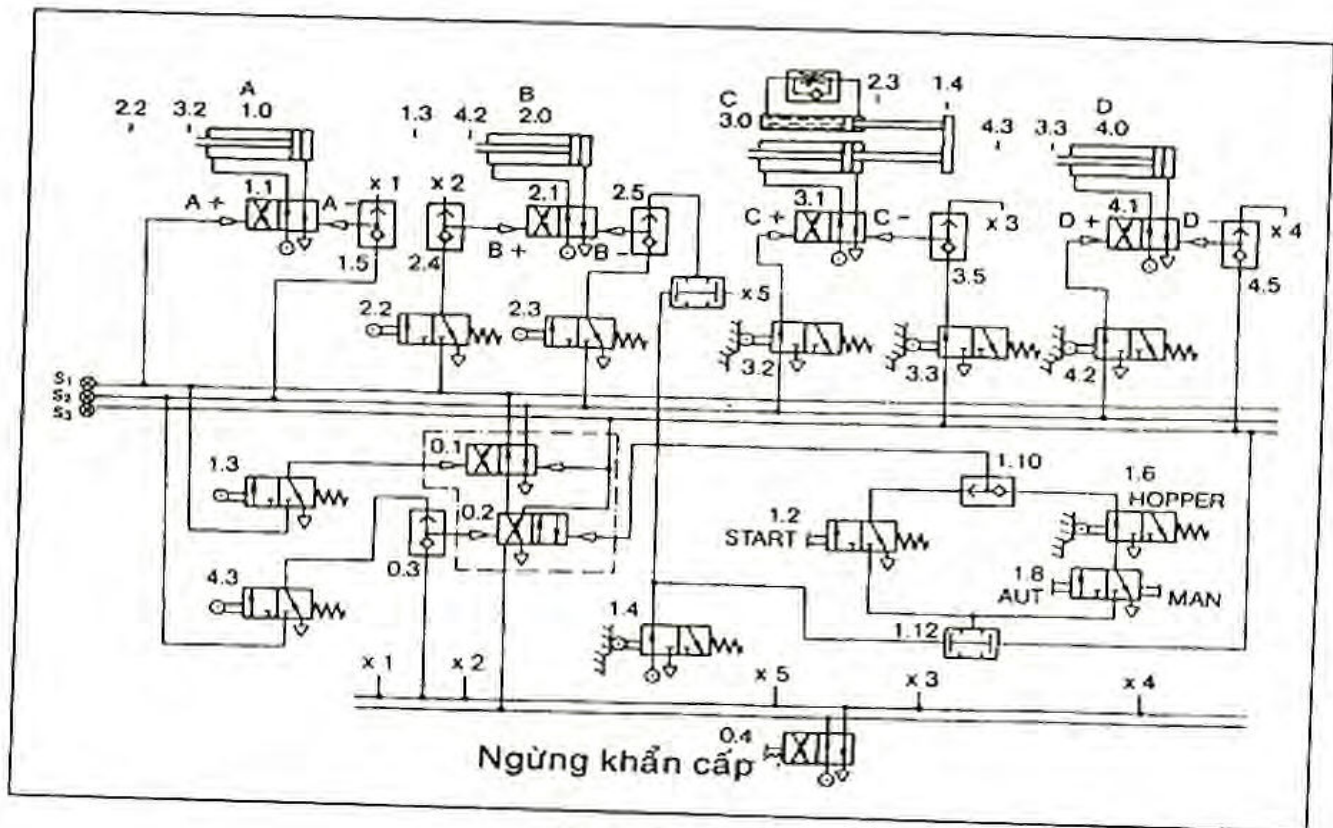 A
1.0
2.2
3.2
B
2.0
1.3
4.2
C
3.0
2.3
1.4
D
4.0
4.3
3.3
1.1
A +
A -
x 1
1.5
x 2
2.4
2.1
B +
B -
2.5
x 5
3.1
C +
C -
x 3
3.5
4.1
D +
D -
x 4
4.5
2.2
2.3
3.2
3.3
4.2
S1
S2
S3
1.3
0.1
0.2
0.3
4.3
1.10
1.6
HOPPER
1.2
START
1.8
AUT
MAN
1.4
1.12
x 1
x 2
x 5
x 3
x 4
0.4
Ngừng khẩn cấp